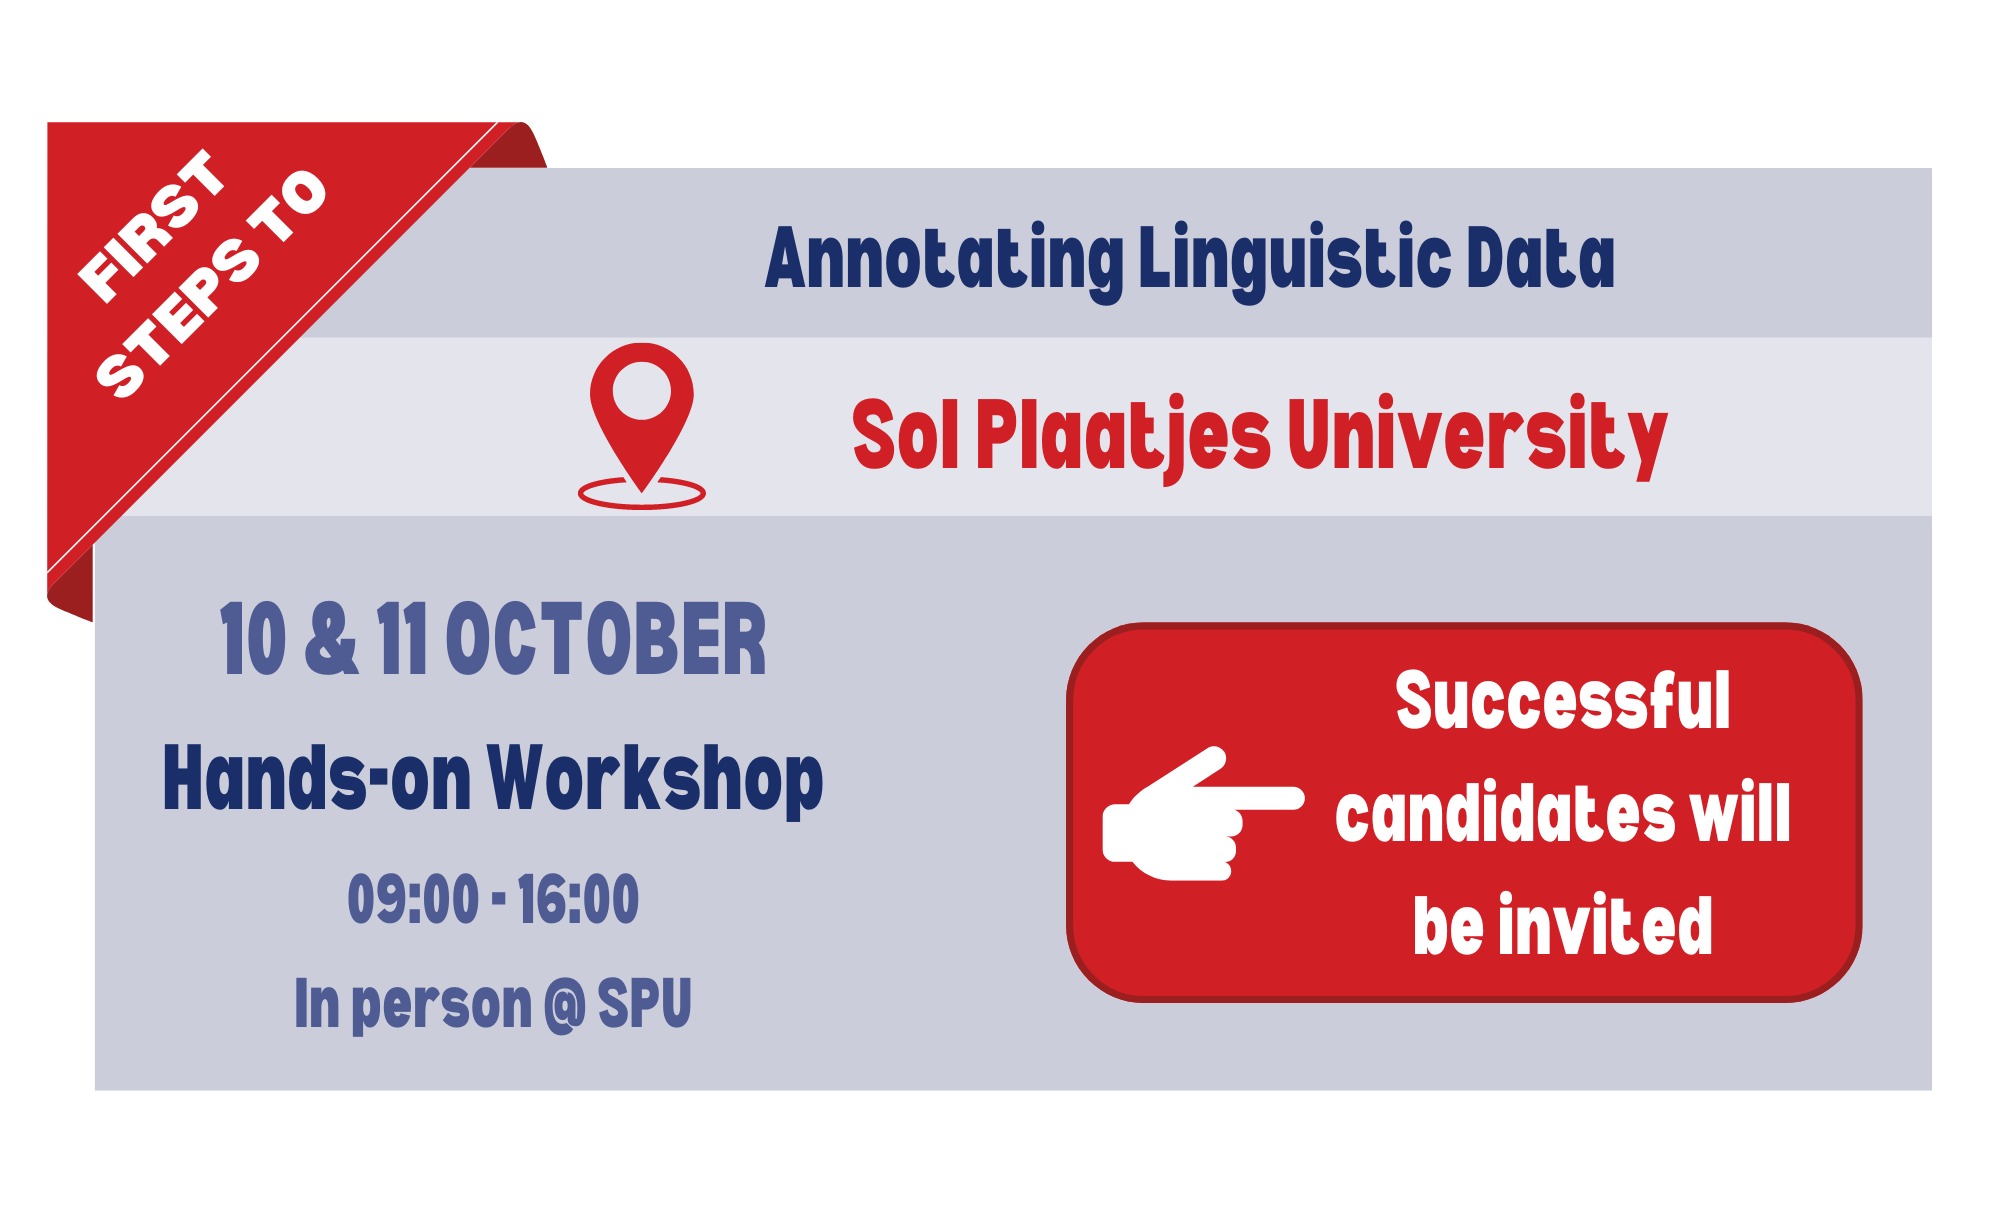 FIRST
STEPS TO
Annotating Linguistic Data
Sol Plaatjes University
10 & 11 OCTOBER
Hands-on Workshop
09:00 - 16:00
In person @ SPU
Successful
candidates will
be invited